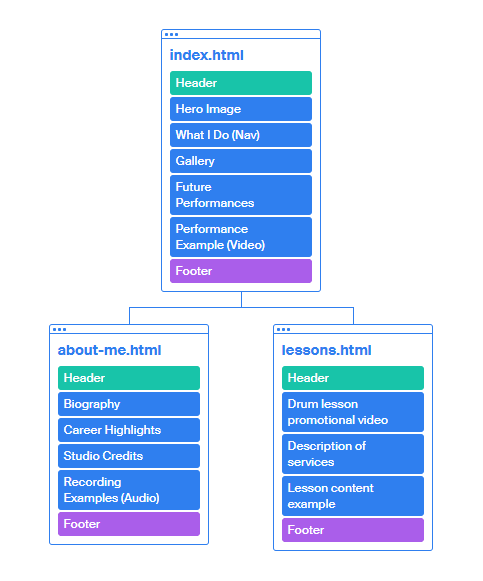 index.html
Header
Hero Image
What I Do (Nav)
Gallery
Future
Performances
Performance
Example (Video)
Footer
about-me.html
Header
Biography
Career Highlights
Studio Credits
Recording
Examples (Audio)
Footer
lessons.html
Header
Drum lesson
promotional video
Description of
services
Lesson content
example
Footer